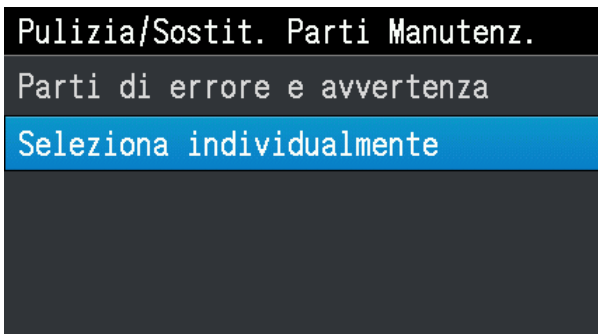 Pulizia/Sostit. Parti Manutenz.
Parti di errore e avvertenza
Seleziona individualmente